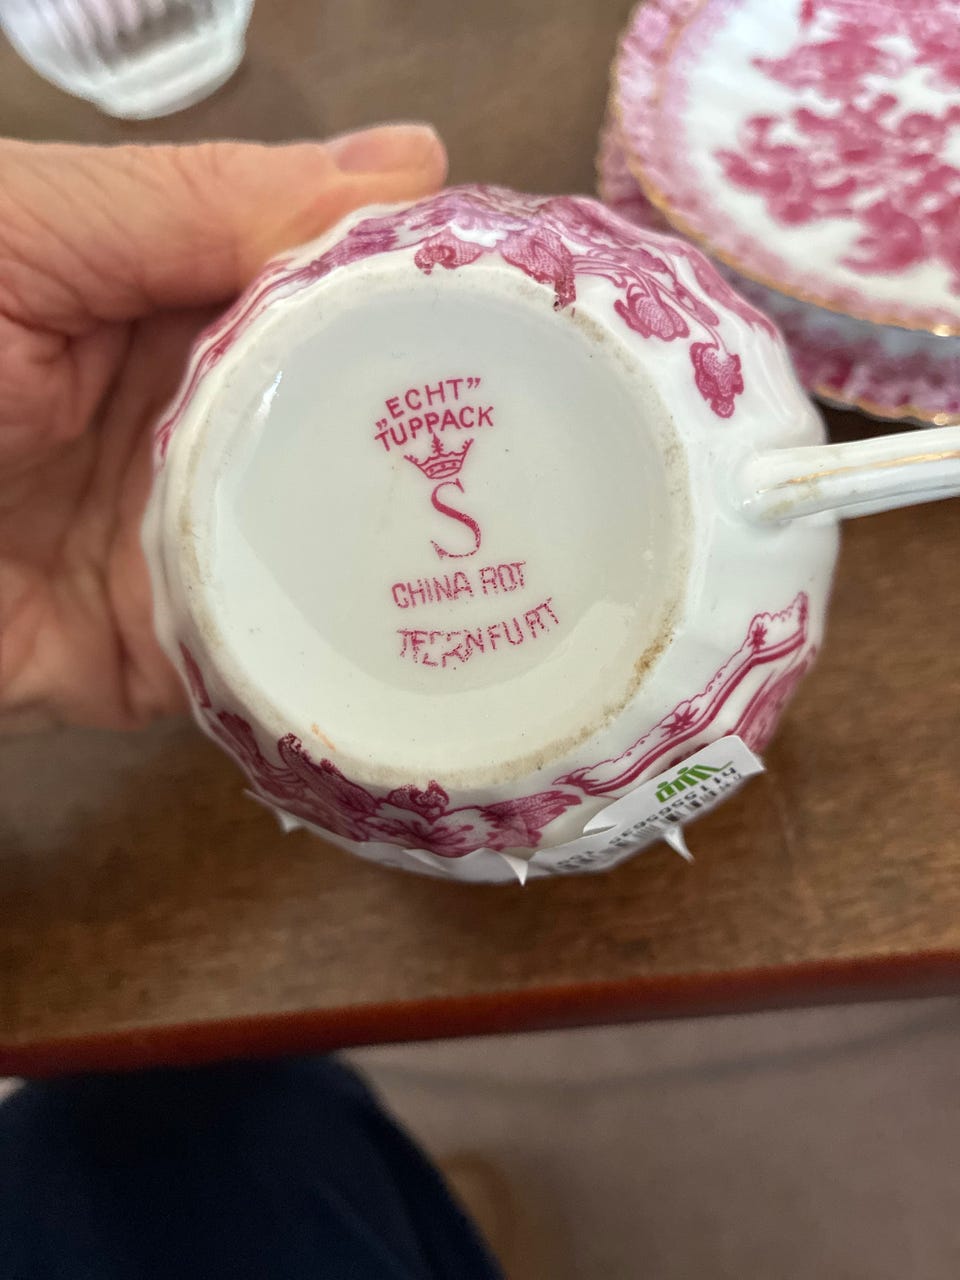 „ECHT”
TUPPACK
S
CHINA ROT
TIEFENFURT